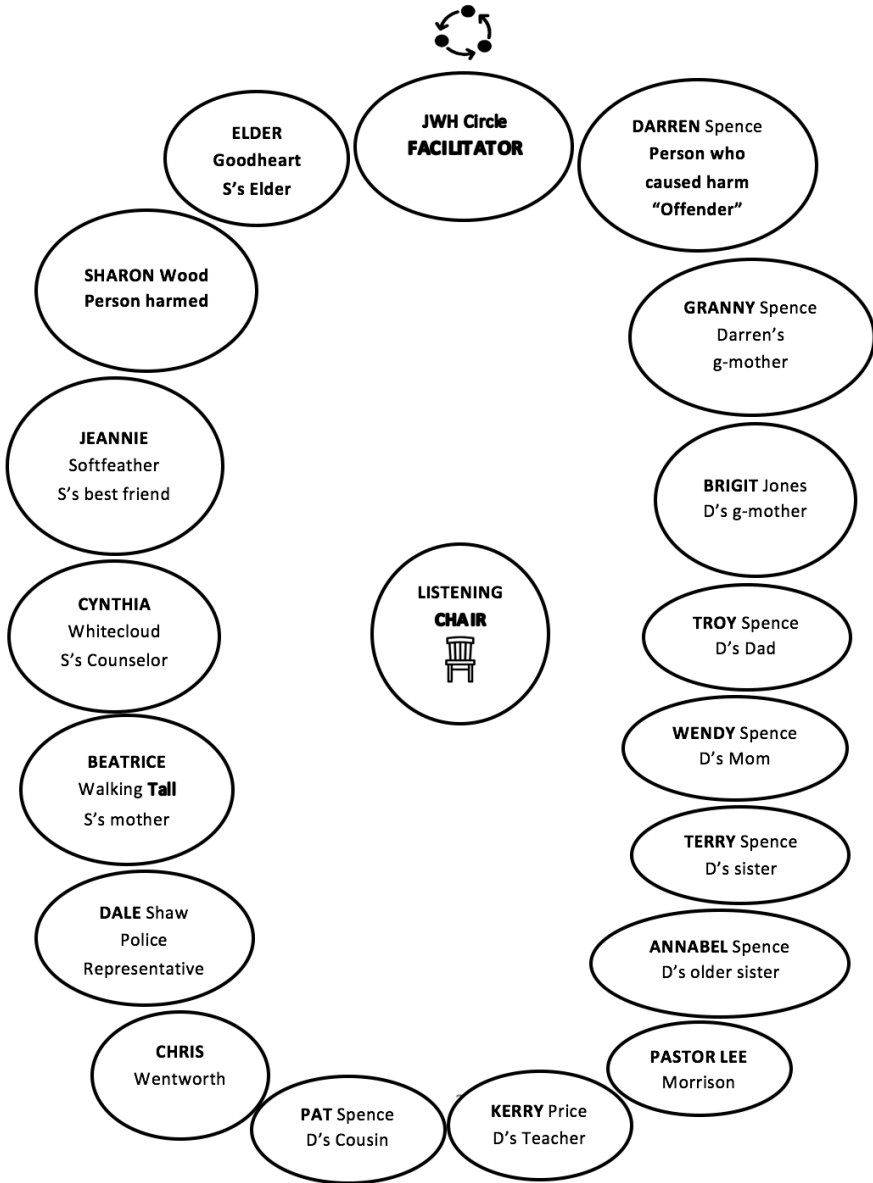 JWH Circle
FACILITATOR
DARREN Spence
Person who
caused harm
“Offender”
GRANNY Spence
Darren’s
g-mother
BRIGIT Jones
D’s g-mother
TROY Spence
D’s Dad
WENDY Spence
D’s Mom
TERRY Spence
D’s sister
ANNABEL Spence
D’s older sister
PASTOR LEE
Morrison
KERRY Price
D’s Teacher
PAT Spence
D’s Cousin
CHRIS
Wentworth
DALE Shaw
Police
Representative
BEATRICE
Walking Tall
S’s mother
CYNTHIA
Whitecloud
S’s Counselor
JEANNIE
Softfeather
S’s best friend
SHARON Wood
Person harmed
ELDER
Goodheart
S’s Elder
LISTENING
CHAIR